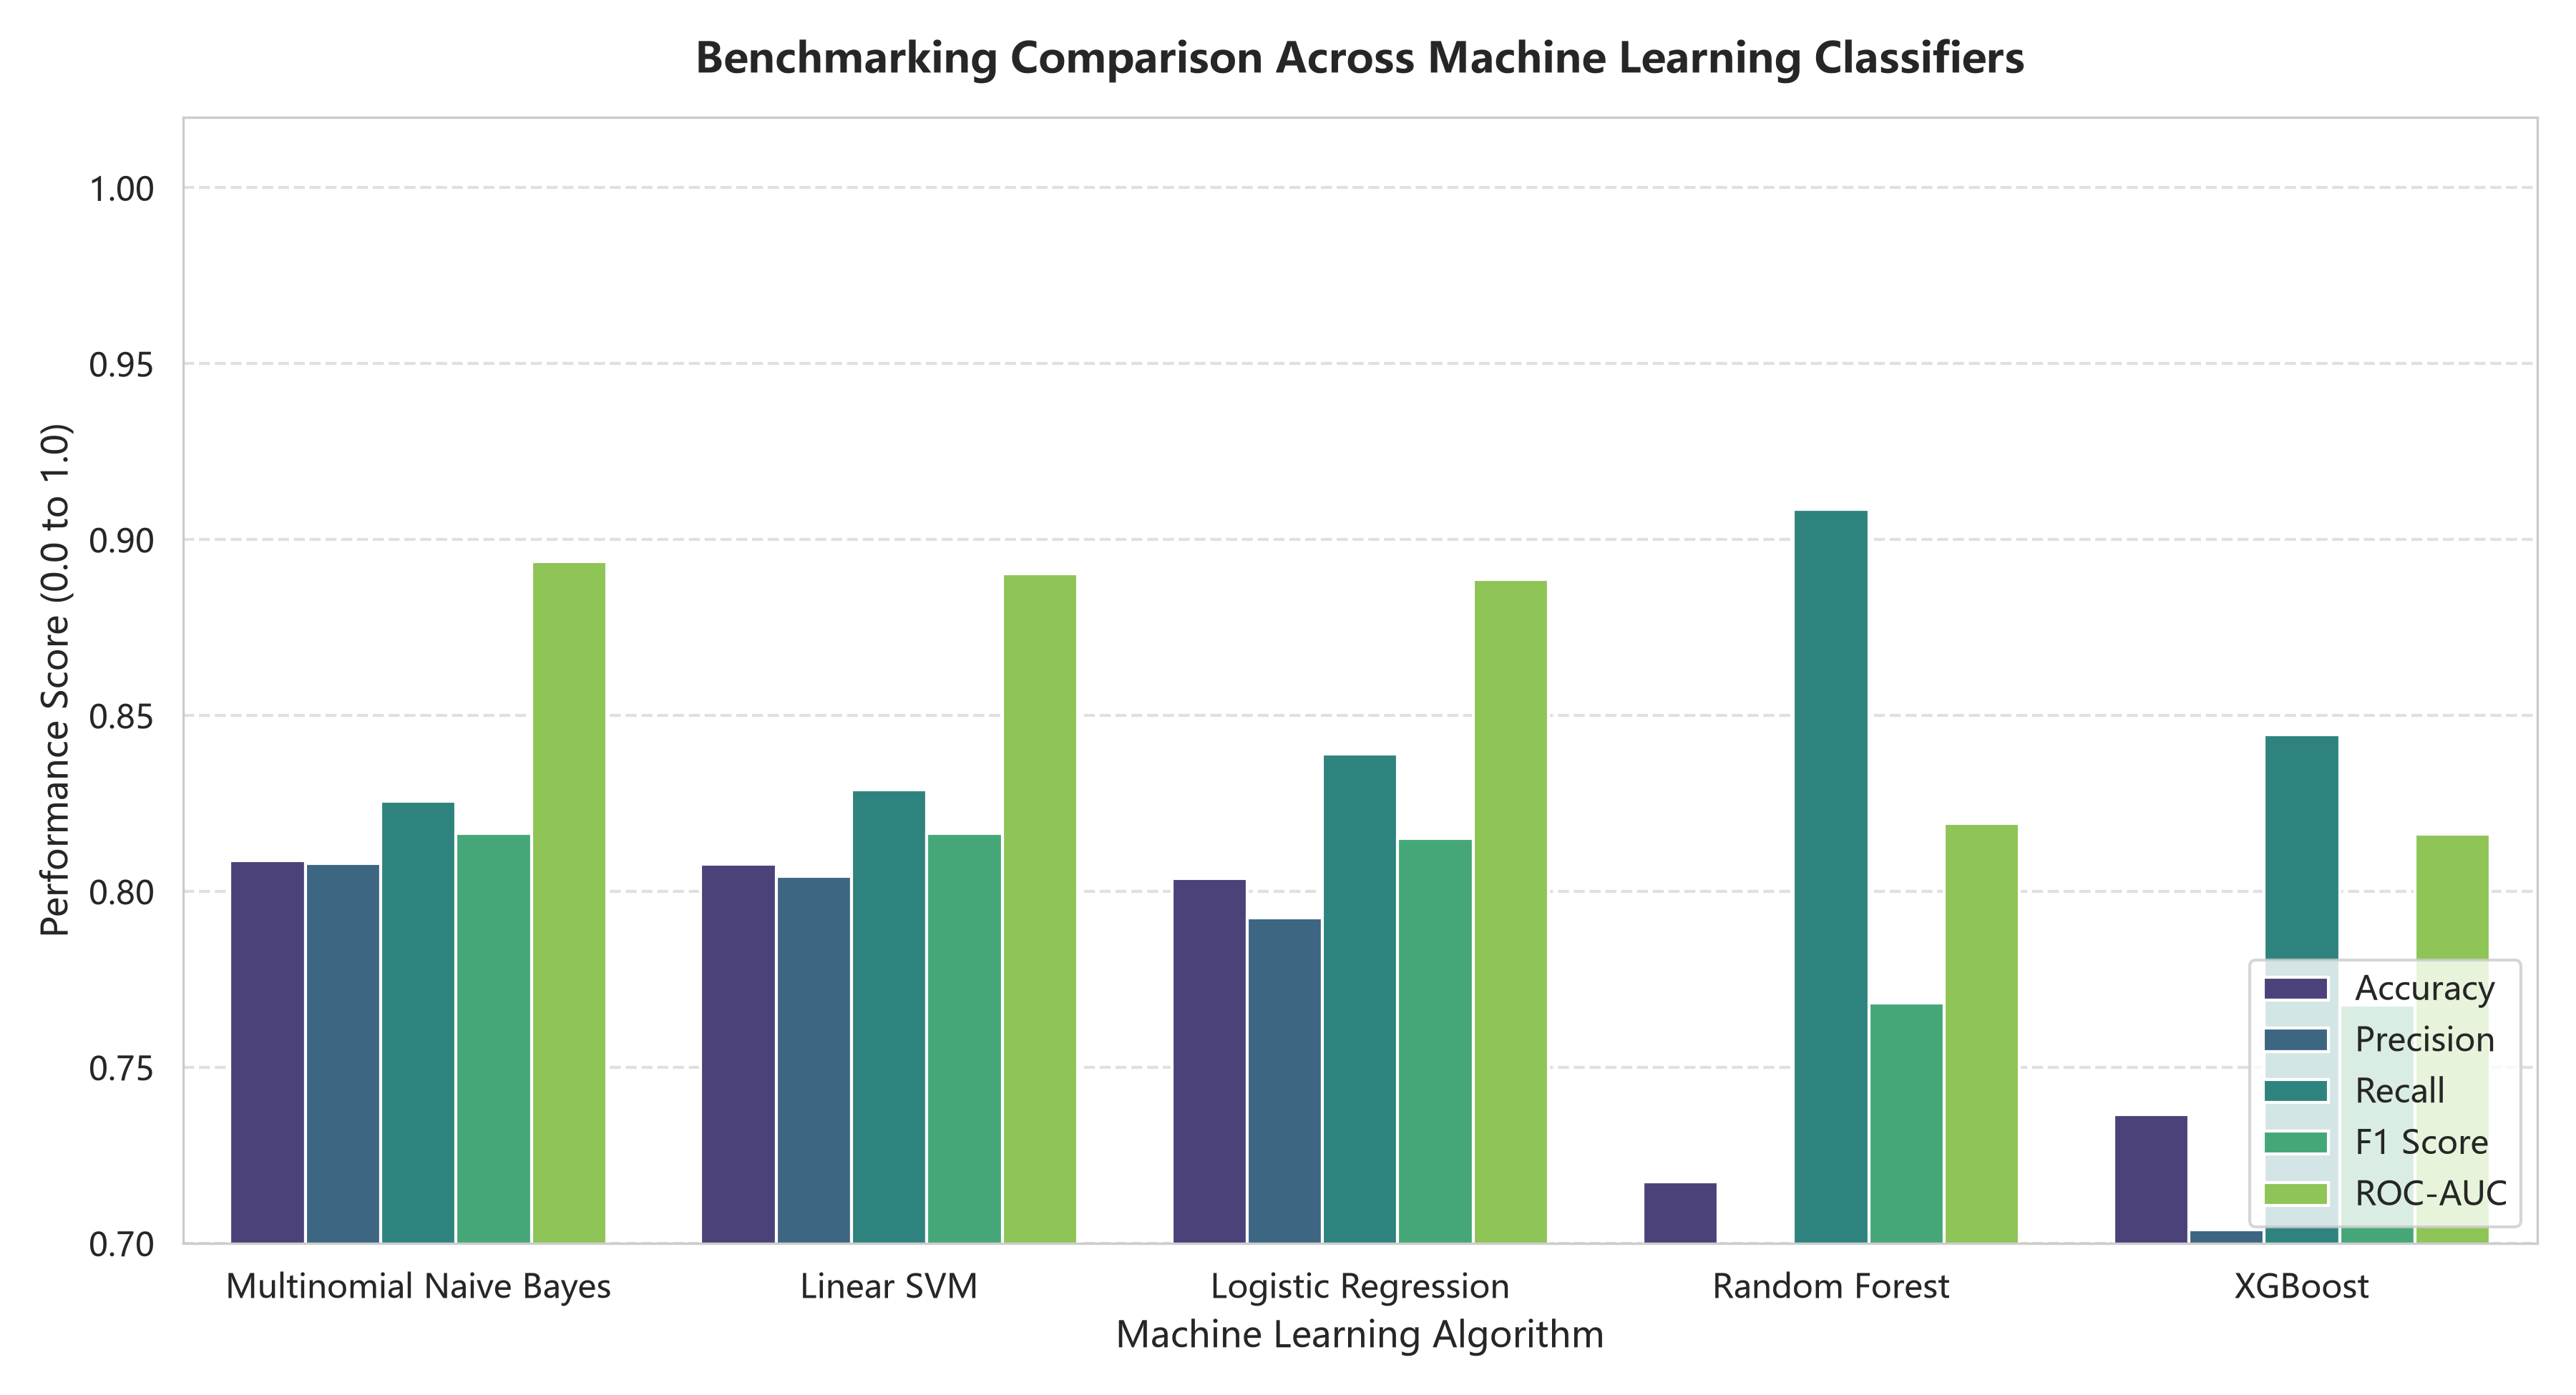 Benchmarking Comparison Across Machine Learning Classifiers
Performance Score (0.0 to 1.0)
1.00
0.95
0.90
0.85
0.80
0.75
0.70
Accuracy
Precision
Recall
F1 Score
ROC-AUC
Multinomial Naive Bayes
Linear SVM
Logistic Regression
Random Forest
XGBoost
Machine Learning Algorithm